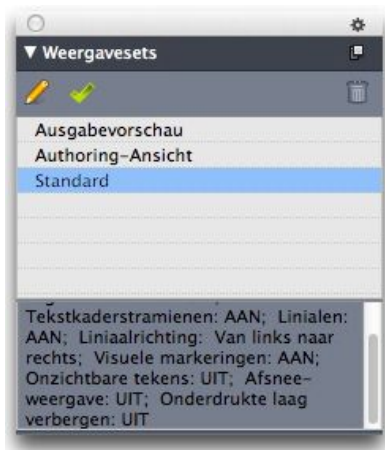 Weergavesets
Ausgabevorschau
Authoring-Ansicht
Standard
Tekstkaderstramienen: AAN; Linialen:
AAN; Liniaalrichting: Van links naar
rechts; Visuele markeringen: AAN;
Onzichtbare tekens: UIT; Afsnee-
weergave: UIT; Onderdrukte laag
verbergen: UIT